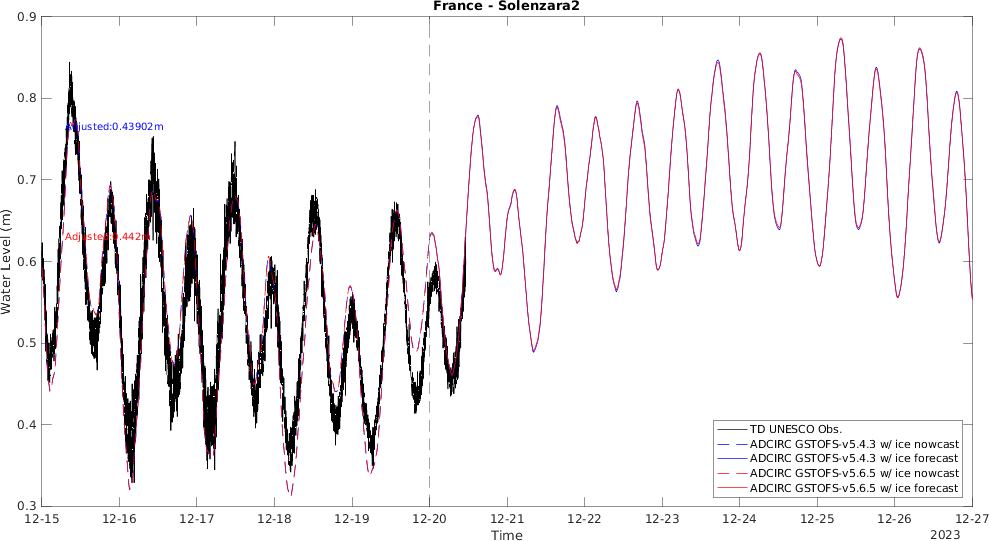 France - Solenzara2
0.9
0.8
0.7
0.6
0.5
0.4
0.3
Water Level (m)
Adjusted:0.43902m
Adjusted:0.442m
TD UNESCO Obs.
ADCIRC GSTOFS-v5.4.3 w/ ice nowcast
ADCIRC GSTOFS-v5.4.3 w/ ice forecast
ADCIRC GSTOFS-v5.6.5 w/ ice nowcast
ADCIRC GSTOFS-v5.6.5 w/ ice forecast
12-15 12-16 12-17 12-18 12-19 12-20 12-21 12-22 12-23 12-24 12-25 12-26 12-27
Time
2023